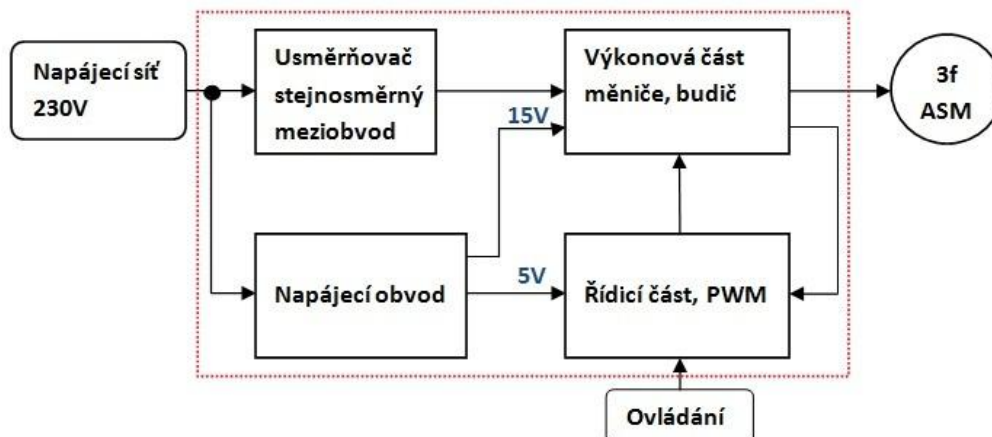 Napájecí síť
230V
Usměrňovač
stejnosměrný
meziobvod
15V
Výkonová část
měniče, budič
3f
ASM
Napájecí obvod
5V
Řídicí část, PWM
Ovládání